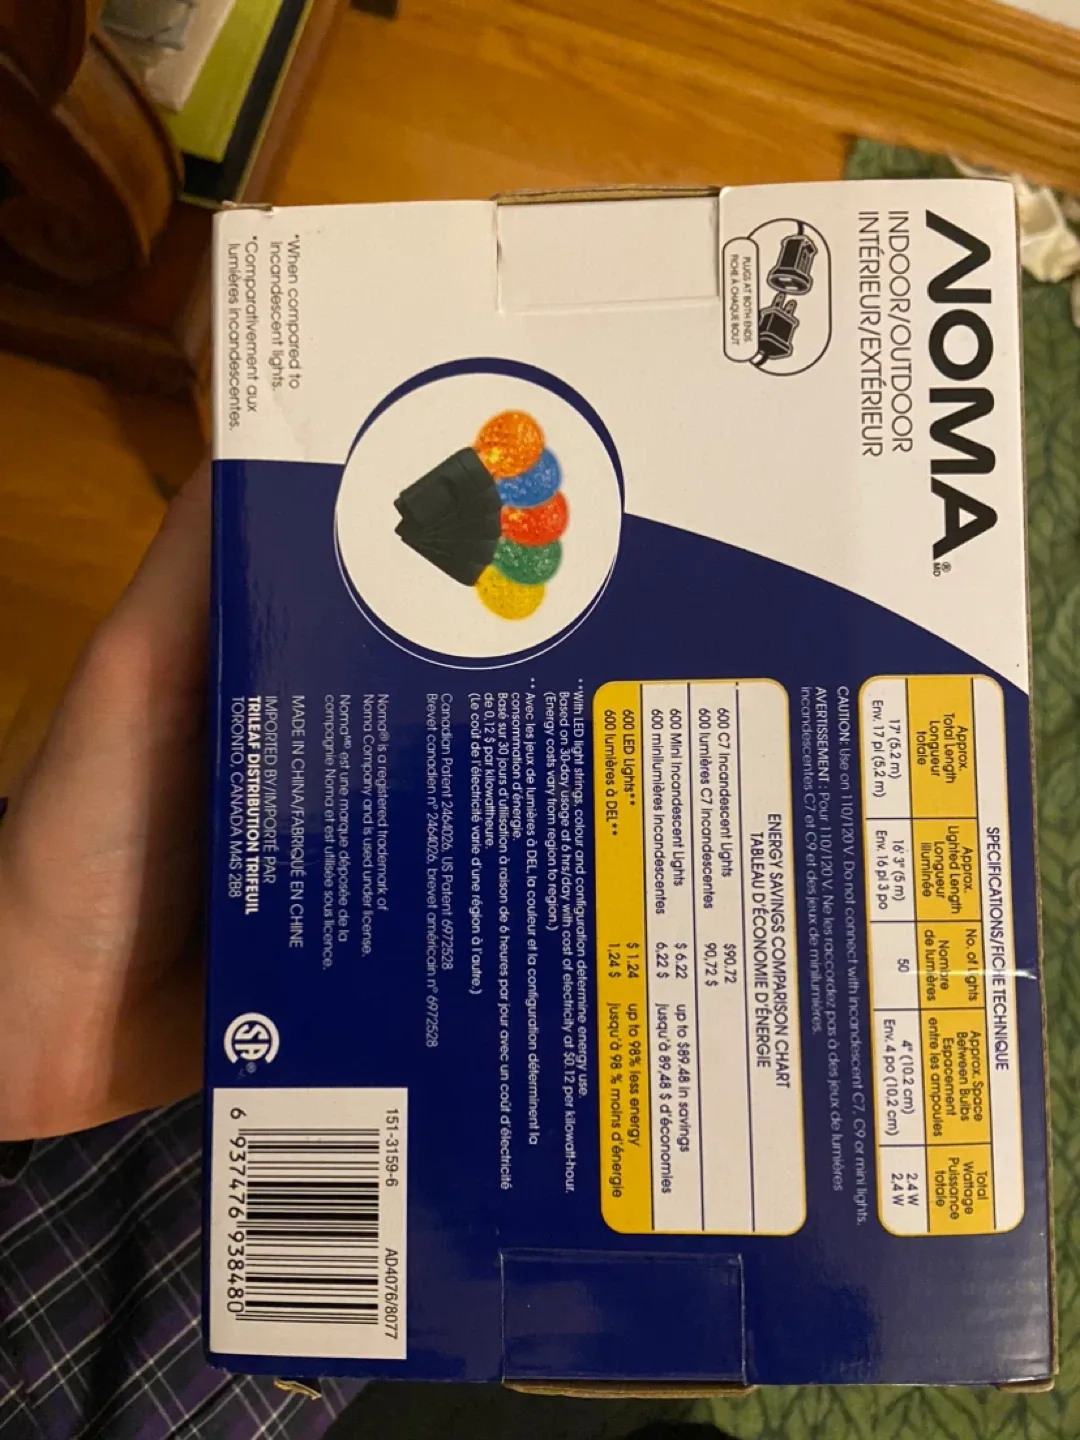 NOMA®
MD
INDOOR/OUTDOOR
INTÉRIEUR/EXTÉRIEUR
PLUGS AT BOTH ENDS
FICHE À CHAQUE BOUT
*When compared to
incandescent lights.
*Comparativement aux
lumières incandescentes.
SPECIFICATIONS/FICHE TECHNIQUE
Approx.
Total Length
Longueur
totale
Approx.
Lighted Length
Longueur
illuminée
No. of Lights
Nombre
de lumières
Approx. Space
Between Bulbs
Espacement
entre les ampoules
Total
Wattage
Puissance
totale
17' (5.2 m)
Env. 17 pi (5,2 m)
16' 3" (5 m)
Env. 16 pi 3 po
50
4" (10.2 cm)
Env. 4 po (10,2 cm)
2.4 W
2,4 W
CAUTION: Use on 110/120 V. Do not connect with incandescent C7, C9 or mini lights.
AVERTISSEMENT : Pour 110/120 V. Ne les raccordez pas à des jeux de lumières
incandescentes C7 et C9 et des jeux de minilumières.
ENERGY SAVINGS COMPARISON CHART
TABLEAU D'ÉCONOMIE D'ÉNERGIE
600 C7 Incandescent Lights $90.72
600 lumières C7 Incandescentes 90,72 $
600 Mini Incandescent Lights $ 6.22 up to $89.48 in savings
600 minilumières incandescentes 6,22 $ jusqu'à 89,48 $ d'économies
600 LED Lights** $ 1.24 up to 98% less energy
600 lumières à DEL** 1,24 $ jusqu'à 98 % moins d'énergie
**With LED light strings, colour and configuration determine energy use.
Based on 30-day usage at 6 hrs/day with cost of electricity at $0.12 per kilowatt-hour.
(Energy costs vary from region to region.)
**Avec les jeux de lumières à DEL, la couleur et la configuration déterminent la
consommation d'énergie.
Basé sur 30 jours d'utilisation à raison de 6 heures par jour avec un coût d'électricité
de 0,12 $ par kilowattheure.
(Le coût de l'électricité varie d'une région à l'autre.)
Canadian Patent 2464026, US Patent 6972528
Brevet canadien n° 2464026, brevet américain n° 6972528
Noma® is a registered trademark of
Noma Company and is used under license.
Noma MD est une marque déposée de la
compagnie Noma et est utilisée sous licence.
MADE IN CHINA/FABRIQUÉ EN CHINE
IMPORTED BY/IMPORTÉ PAR
TRILEAF DISTRIBUTION TRIFEUIL
TORONTO, CANADA M4S 2B8
SA®
151-3159-6 AD4076/8077
6 937476 938480